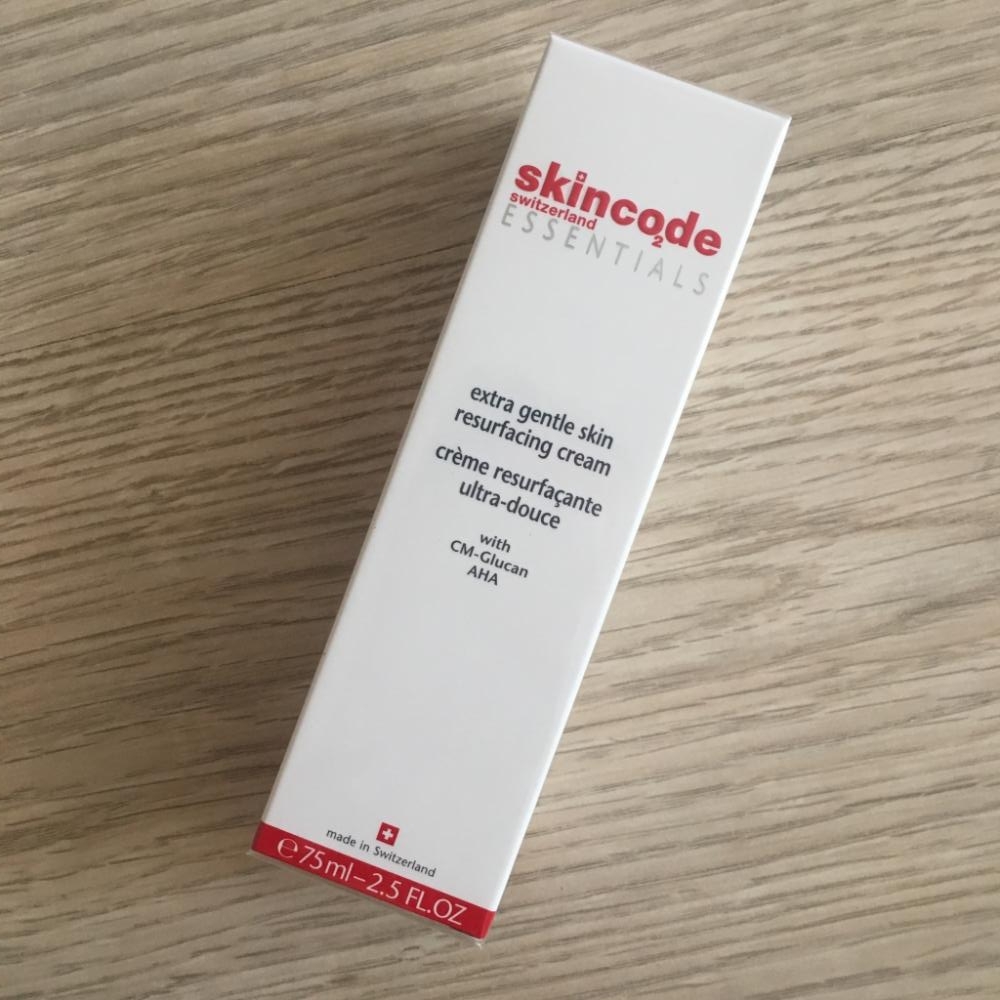 skinco2de
switzerland
ESSENTIALS
extra gentle skin
resurfacing cream
crème resurfaçante
ultra-douce
with
CM-Glucan
AHA
made in Switzerland
℮75ml–2.5 FL.OZ